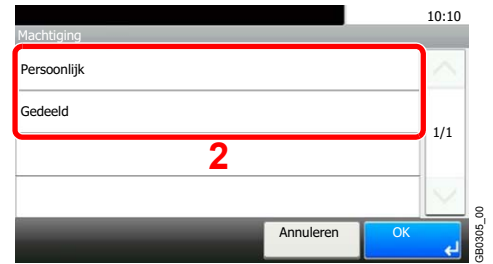 10:10
Machtiging
Persoonlijk
Gedeeld
1/1
2
Annuleren OK
GB0305_00